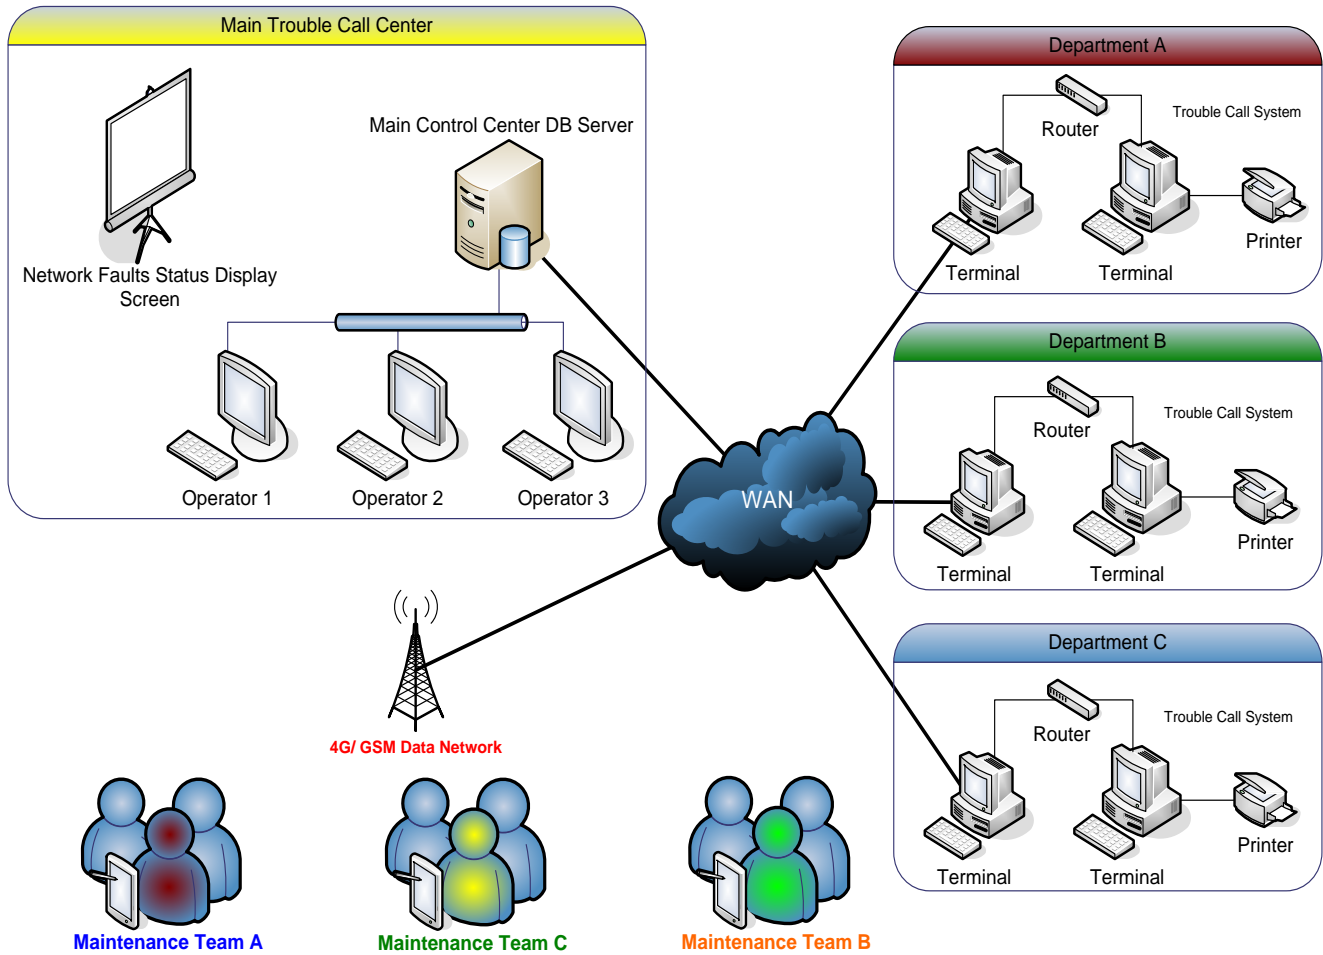 Main Trouble Call Center
Main Control Center DB Server
Network Faults Status Display
Screen
Operator 1
Operator 2
Operator 3
WAN
4G/ GSM Data Network
Maintenance Team A
Maintenance Team C
Maintenance Team B
Department A
Trouble Call System
Router
Printer
Terminal
Terminal
Department B
Trouble Call System
Router
Printer
Terminal
Terminal
Department C
Trouble Call System
Router
Printer
Terminal
Terminal